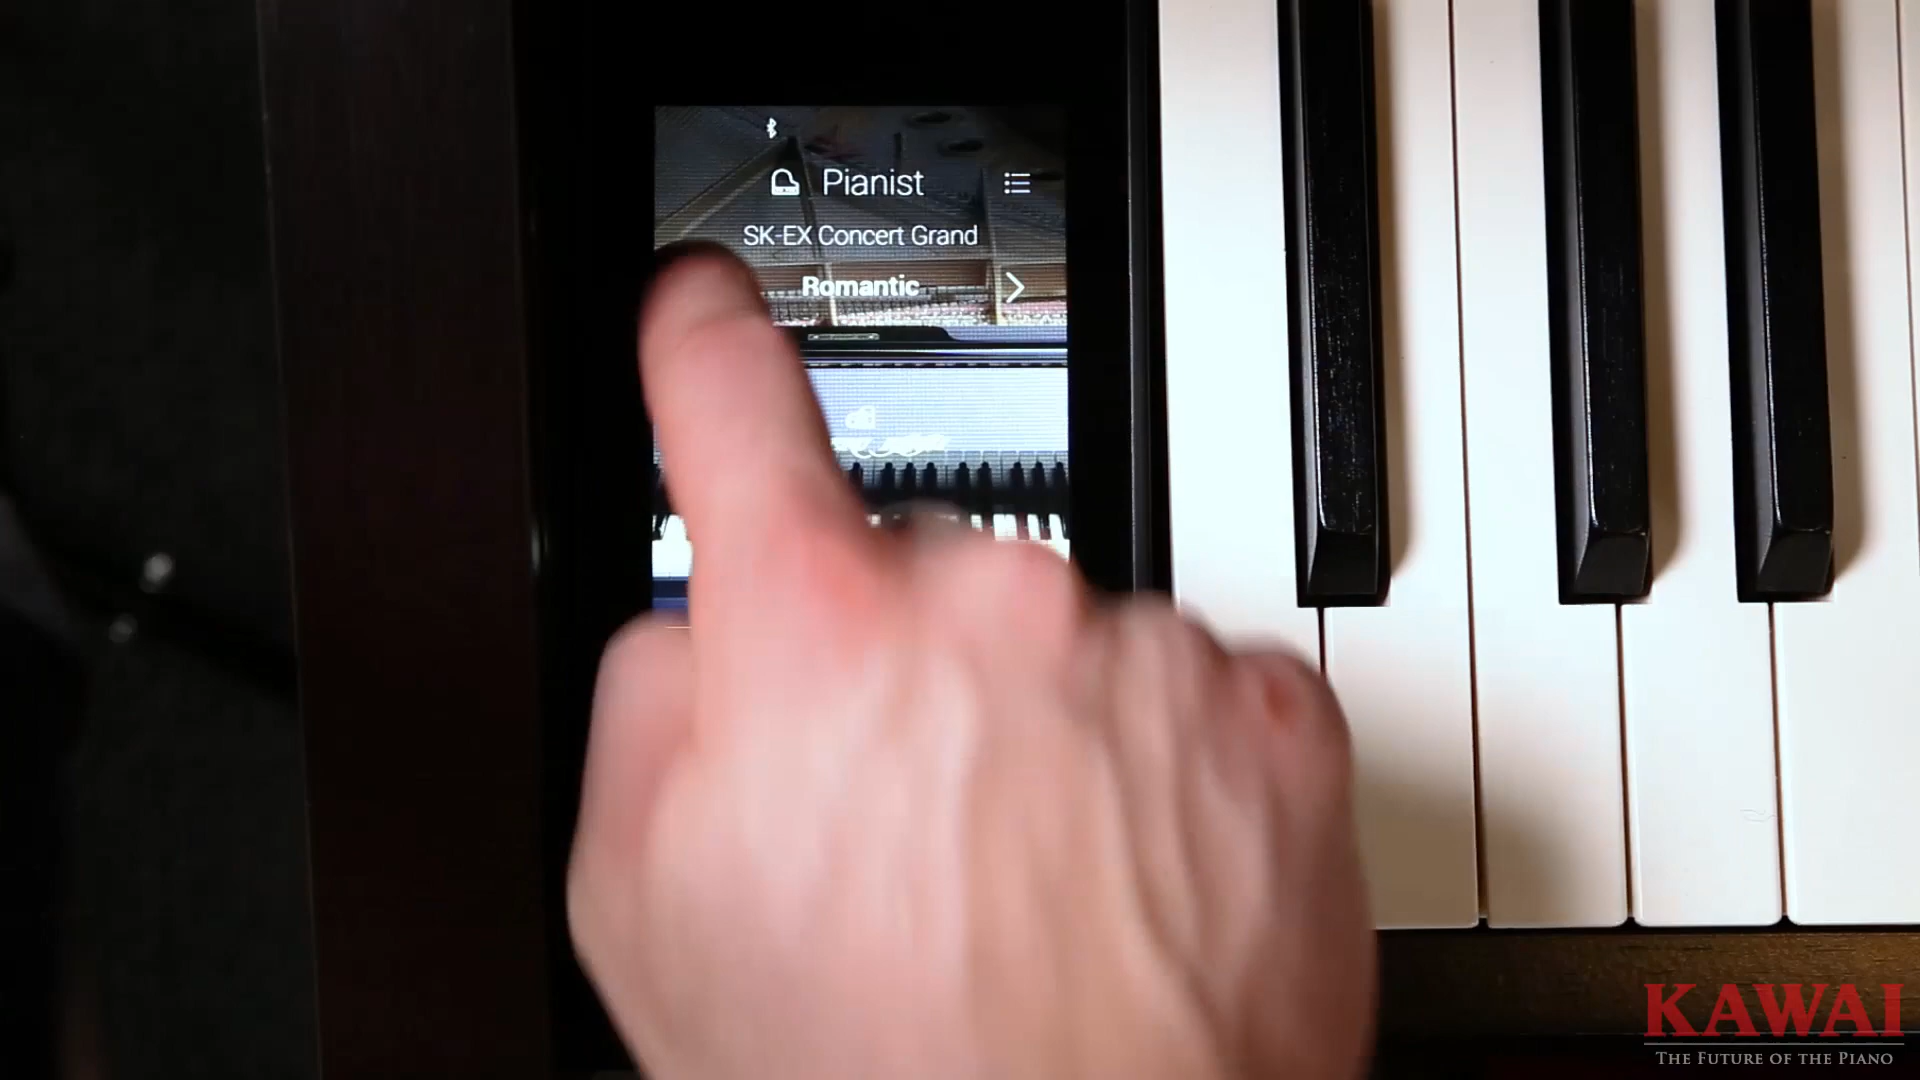 Pianist
SK-EX Concert Grand
Romantic
KAWAI
THE FUTURE OF THE PIANO